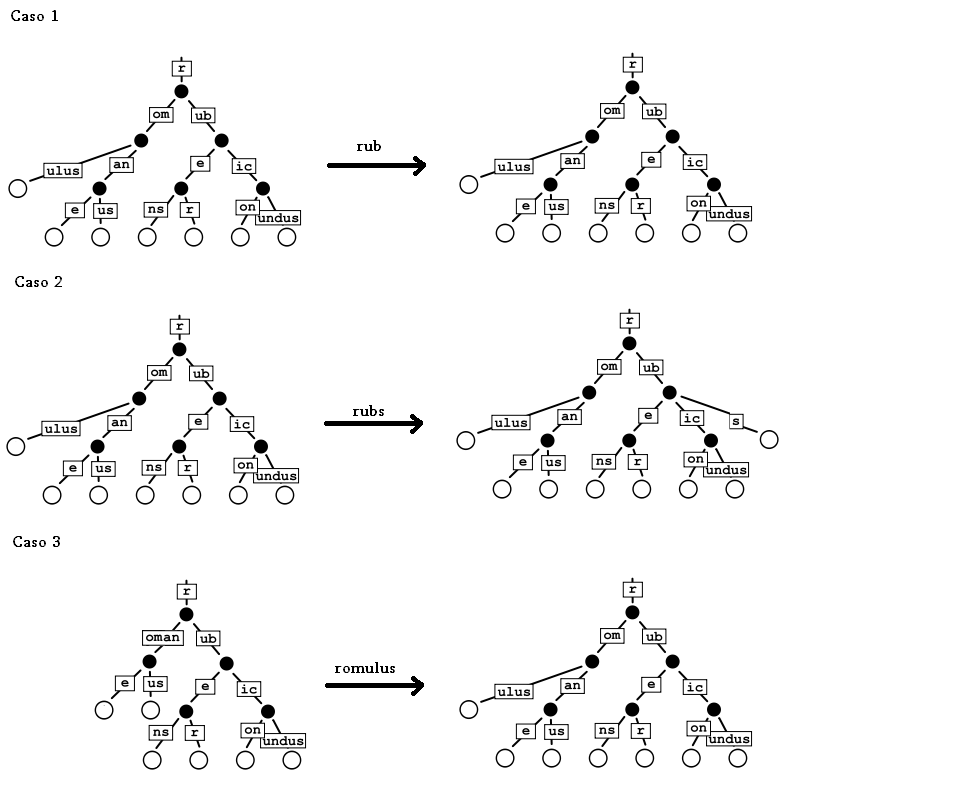 Caso 1
r r
om ub om ub
rub
ulus an e ic ulus an e ic
e us ns r on undus e us ns r on undus
Caso 2
r r
om ub om ub
rubs
ulus an e ic ulus an e ic s
e us ns r on undus e us ns r on undus
Caso 3
r r
oman ub om ub
romulus
e us e ic ulus an e ic
ns r on undus e us ns r on undus